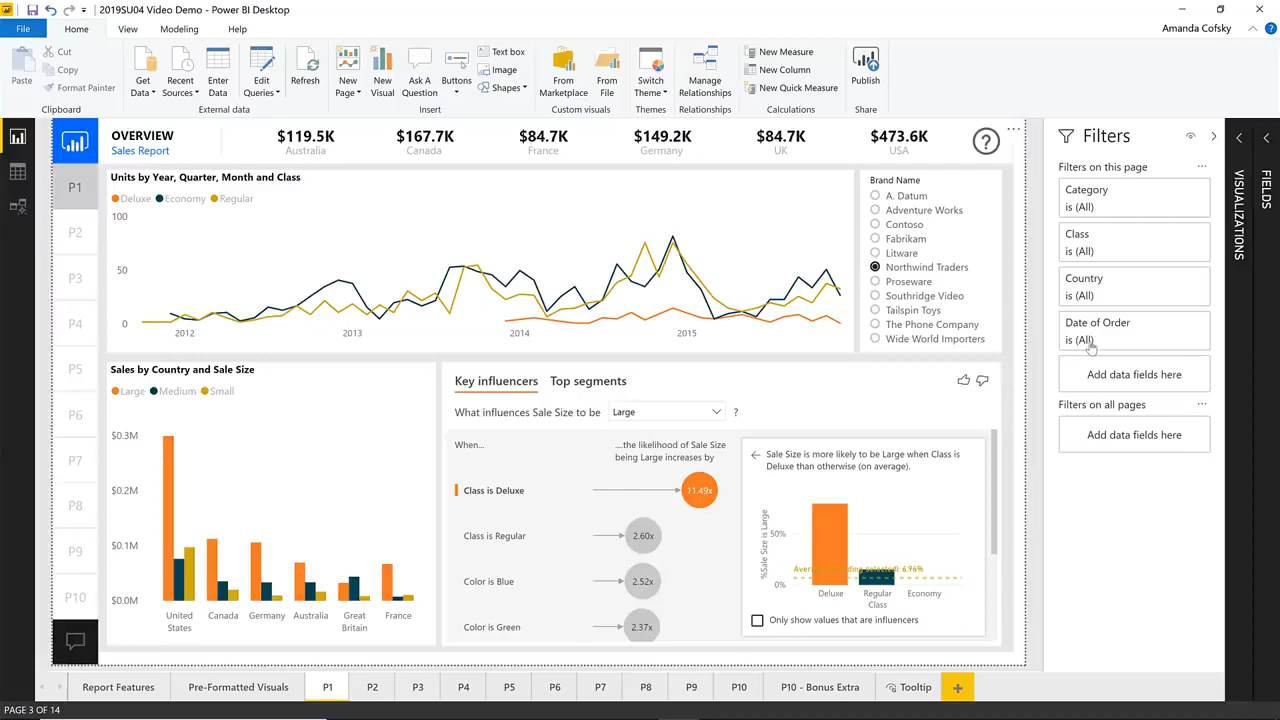 2019SU04 Video Demo - Power BI Desktop
File Home View Modeling Help
Amanda Cofsky
Paste
Cut
Copy
Format Painter
Clipboard
Get Data
Recent Sources
Enter Data
Edit Queries
Refresh
External data
New Page
New Visual
Ask A Question
Buttons
Text box
Image
Shapes
Insert
From Marketplace
From File
Custom visuals
Switch Theme
Themes
Manage Relationships
Relationships
New Measure
New Column
New Quick Measure
Calculations
Publish
Share
OVERVIEW
Sales Report
$119.5K $167.7K $84.7K $149.2K $84.7K $473.6K
Australia Canada France Germany UK USA
?
P1
P2
P3
P4
P5
P6
P7
P8
P9
P10
Units by Year, Quarter, Month and Class
Deluxe Economy Regular
100
50
0
2012 2013 2014 2015
Brand Name
A. Datum
Adventure Works
Contoso
Fabrikam
Litware
Northwind Traders
Proseware
Southridge Video
Tailspin Toys
The Phone Company
Wide World Importers
Sales by Country and Sale Size
Large Medium Small
$0.3M
$0.2M
$0.1M
$0.0M
United States
Canada
Germany
Australia
Great Britain
France
Key influencers Top segments
What influences Sale Size to be Large ?
When...
...the likelihood of Sale Size
being Large increases by
Class is Deluxe 11.49x
Class is Regular 2.60x
Color is Blue 2.52x
Color is Green 2.37x
Sale Size is more likely to be Large when Class is
Deluxe than otherwise (on average).
%Sale Size is Large
50%
0%
selected): 6.96%
Deluxe Regular Economy
Class
Only show values that are influencers
Filters
Filters on this page
Category
is (All)
Class
is (All)
Country
is (All)
Date of Order
is (All)
Add data fields here
Filters on all pages
Add data fields here
VISUALIZATIONS
FIELDS
Report Features Pre-Formatted Visuals P1 P2 P3 P4 P5 P6 P7 P8 P9 P10 P10 - Bonus Extra Tooltip
PAGE 3 OF 14